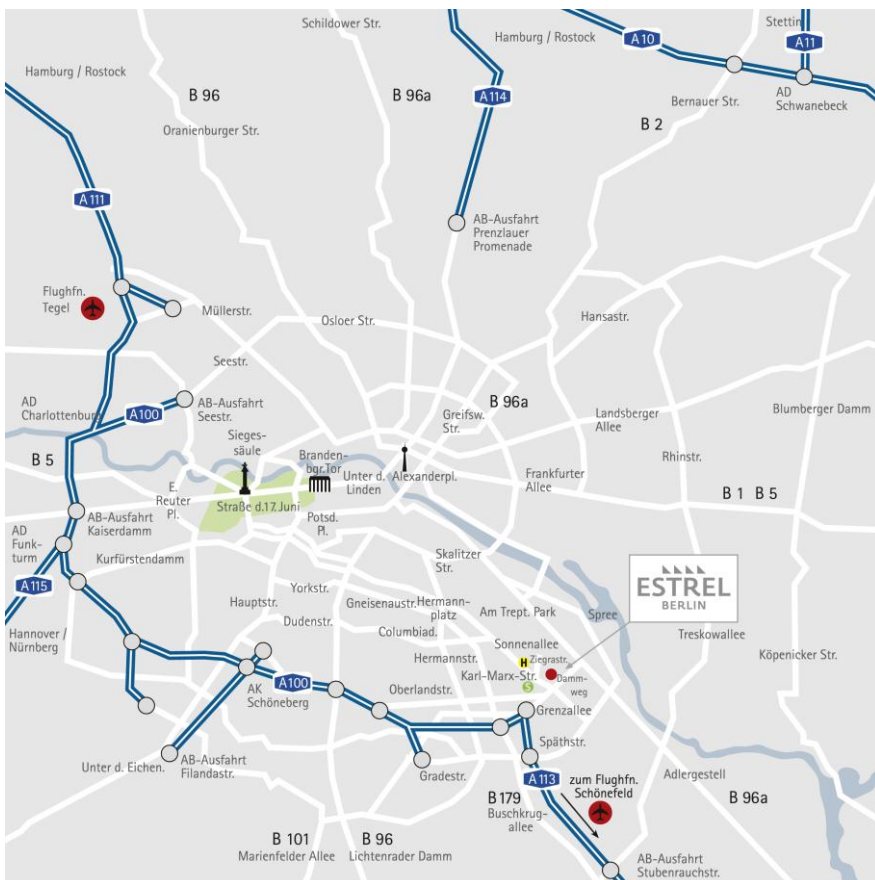 Schildower Str.
Stettin
Hamburg / Rostock
A10
A11
Hamburg / Rostock
B 96
B 96a
A114
Bernauer Str.
AD
Schwanebeck
Oranienburger Str.
B 2
A111
AB-Ausfahrt
Prenzlauer
Promenade
Flughfn.
Tegel
Müllerstr.
Osloer Str.
Hansastr.
Seestr.
AD
Charlottenburg
A100
AB-Ausfahrt
Seestr.
B 96a
Greifsw.
Str.
Landsberger
Allee
Blumberger Damm
Sieges-
säule
B 5
Branden-
bgr.Tor
Unter d.
Linden
Alexanderpl.
Frankfurter
Allee
Rhinstr.
E.
Reuter
Pl.
Straße d.17. Juni
Potsd.
Pl.
B 1 B 5
AB-Ausfahrt
Kaiserdamm
AD
Funk-
turm
Kurfürstendamm
Skalitzer
Str.
A115
ESTREL
BERLIN
Hauptstr.
Yorkstr.
Gneisenaustr.
Hermann-
platz
Am Trept. Park
Spree
Dudenstr.
Columbiad.
Hannover /
Nürnberg
Sonnenallee
Treskowallee
Köpenicker Str.
Hermannstr.
H
Ziegrastr.
Karl-Marx-Str.
S
Damm-
weg
A100
AK
Schöneberg
Oberlandstr.
Grenzallee
Späthstr.
Unter d. Eichen.
AB-Ausfahrt
Filandastr.
Gradestr.
A113
zum Flughfn.
Schönefeld
Adlergestell
B 179
Buschkrug-
allee
B 96a
B 101
Marienfelder Allee
B 96
Lichtenrader Damm
AB-Ausfahrt
Stubenrauchstr.